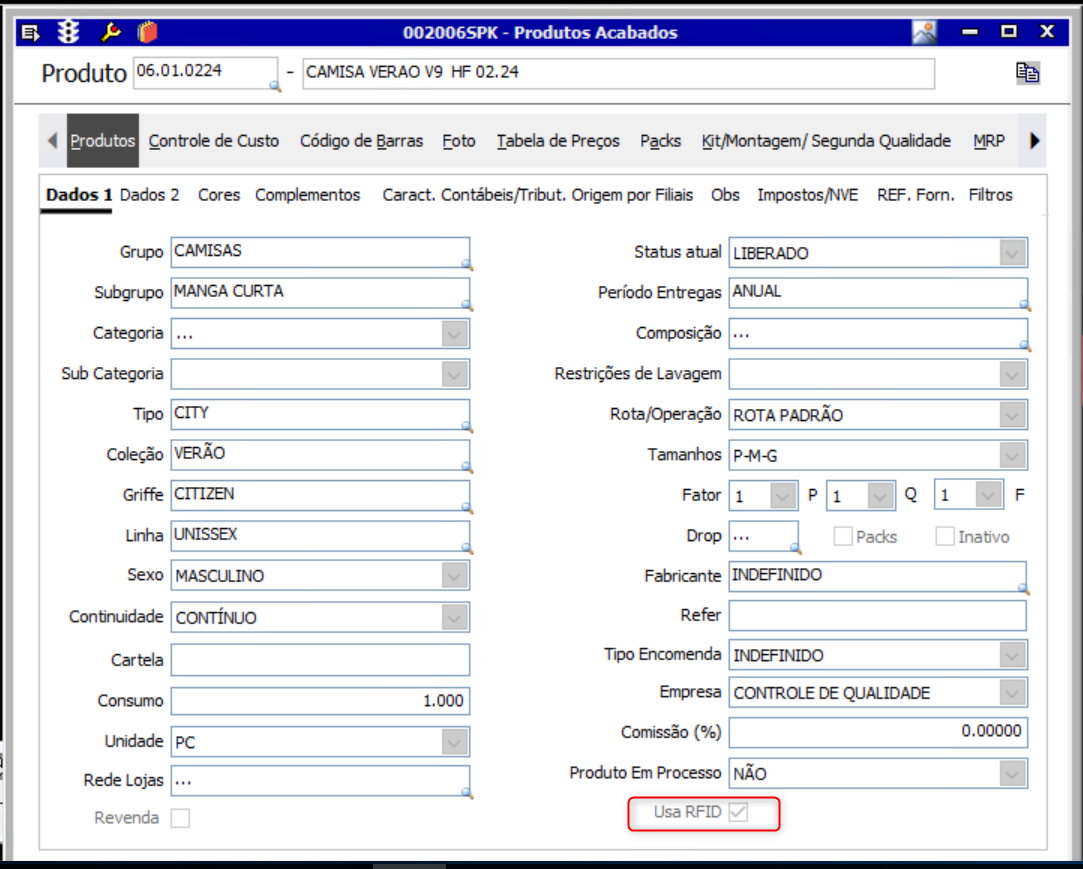 002006SPK - Produtos Acabados
Produto 06.01.0224 - CAMISA VERAO V9 HF 02.24
Produtos Controle de Custo Código de Barras Foto Tabela de Preços Packs Kit/Montagem/ Segunda Qualidade MRP
Dados 1 Dados 2 Cores Complementos Caract. Contábeis/Tribut. Origem por Filiais Obs Impostos/NVE REF. Forn. Filtros
Grupo CAMISAS Status atual LIBERADO
Subgrupo MANGA CURTA Período Entregas ANUAL
Categoria ... Composição ...
Sub Categoria Restrições de Lavagem
Tipo CITY Rota/Operação ROTA PADRÃO
Coleção VERÃO Tamanhos P-M-G
Griffe CITIZEN Fator 1 P 1 Q 1 F
Linha UNISSEX Drop ... Packs Inativo
Sexo MASCULINO Fabricante INDEFINIDO
Continuidade CONTÍNUO Refer
Cartela Tipo Encomenda INDEFINIDO
Consumo 1.000 Empresa CONTROLE DE QUALIDADE
Unidade PC Comissão (%) 0.00000
Rede Lojas ... Produto Em Processo NÃO
Revenda Usa RFID